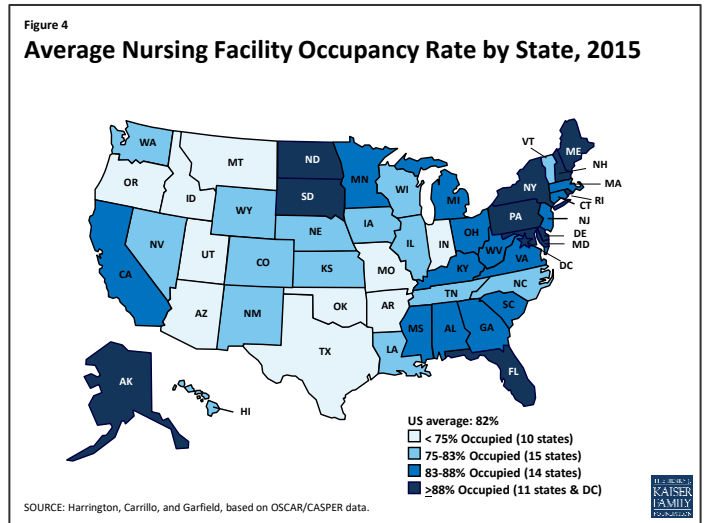 Figure 4
Average Nursing Facility Occupancy Rate by State, 2015
WA
MT
ND
MN
VT
ME
NH
OR
ID
SD
WI
MI
NY
MA
RI
CT
WY
IA
PA
NJ
NV
NE
IL
IN
OH
DE
MD
UT
CO
KS
MO
KY
WV
VA
DC
CA
AZ
NM
OK
AR
TN
NC
SC
TX
LA
MS
AL
GA
FL
AK
HI
US average: 82%
< 75% Occupied (10 states)
75-83% Occupied (15 states)
83-88% Occupied (14 states)
≥88% Occupied (11 states & DC)
SOURCE: Harrington, Carrillo, and Garfield, based on OSCAR/CASPER data.
THE HENRY J.
KAISER
FAMILY
FOUNDATION